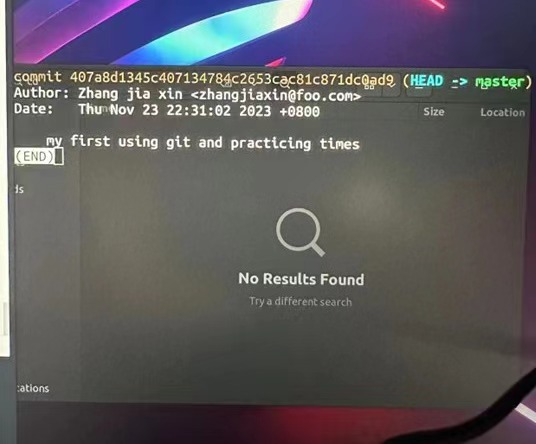 commit 407a8d1345c407134784c2653cac81c871dc0ad9 (HEAD -> master)
Author: Zhang jia xin <zhangjiaxin@foo.com>
Date:   Thu Nov 23 22:31:02 2023 +0800
Size
Location
my first using git and practicing times
(END)
ds
No Results Found
Try a different search
cations